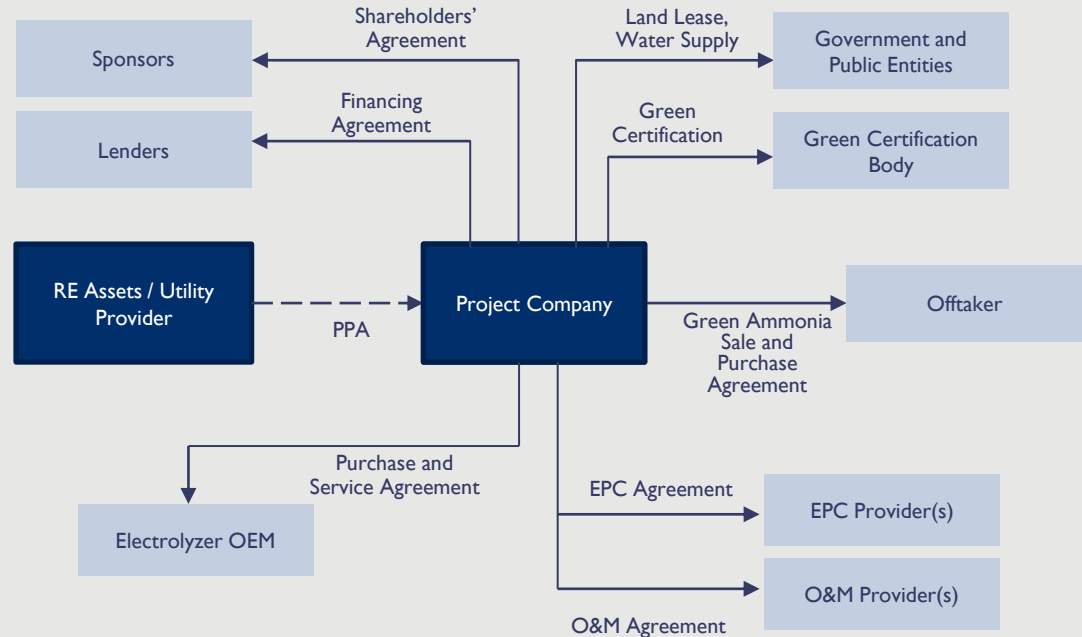 Shareholders'
Agreement
Sponsors
Land Lease,
Water Supply
Government and
Public Entities
Financing
Agreement
Lenders
Green
Certification
Green Certification
Body
RE Assets / Utility
Provider
PPA
Project Company
Green Ammonia
Sale and
Purchase
Agreement
Offtaker
Purchase and
Service Agreement
Electrolyzer OEM
EPC Agreement
EPC Provider(s)
O&M Provider(s)
O&M Agreement